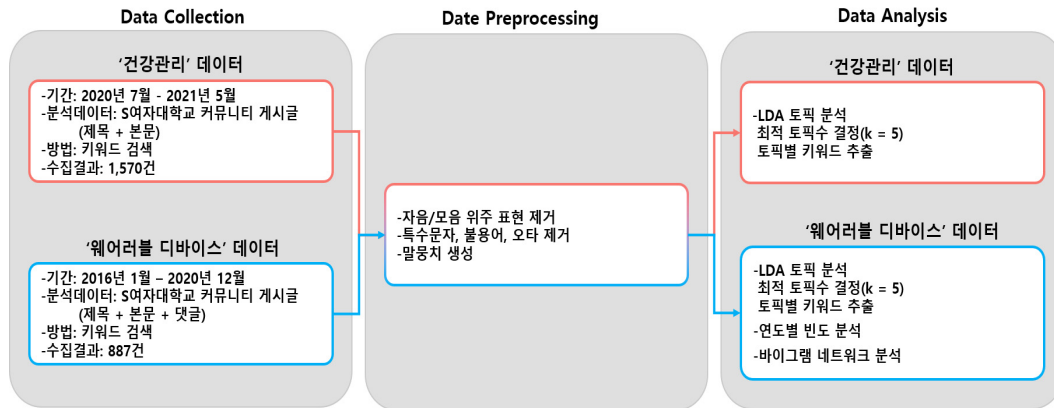 Data Collection
'건강관리' 데이터
-기간: 2020년 7월 - 2021년 5월
-분석데이터: S여자대학교 커뮤니티 게시글
(제목 + 본문)
-방법: 키워드 검색
-수집결과: 1,570건
'웨어러블 디바이스' 데이터
-기간: 2016년 1월 – 2020년 12월
-분석데이터: S여자대학교 커뮤니티 게시글
(제목 + 본문 + 댓글)
-방법: 키워드 검색
-수집결과: 887건
Date Preprocessing
-자음/모음 위주 표현 제거
-특수문자, 불용어, 오타 제거
-말뭉치 생성
Data Analysis
'건강관리' 데이터
-LDA 토픽 분석
최적 토픽수 결정(k = 5)
토픽별 키워드 추출
'웨어러블 디바이스' 데이터
-LDA 토픽 분석
최적 토픽수 결정(k = 5)
토픽별 키워드 추출
-연도별 빈도 분석
-바이그램 네트워크 분석